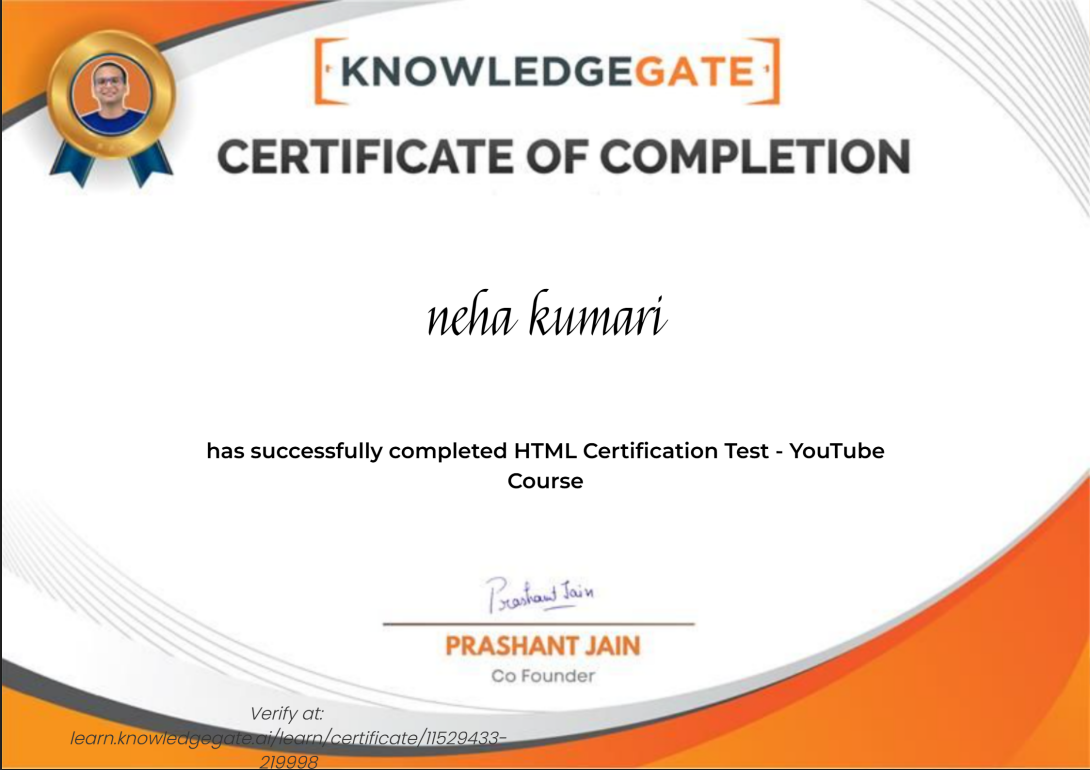 KNOWLEDGEGATE
CERTIFICATE OF COMPLETION
neha kumari
has successfully completed HTML Certification Test - YouTube
Course
Prashant Jain
PRASHANT JAIN
Co Founder
Verify at:
learn.knowledgegate.ai/learn/certificate/11529433-
219998